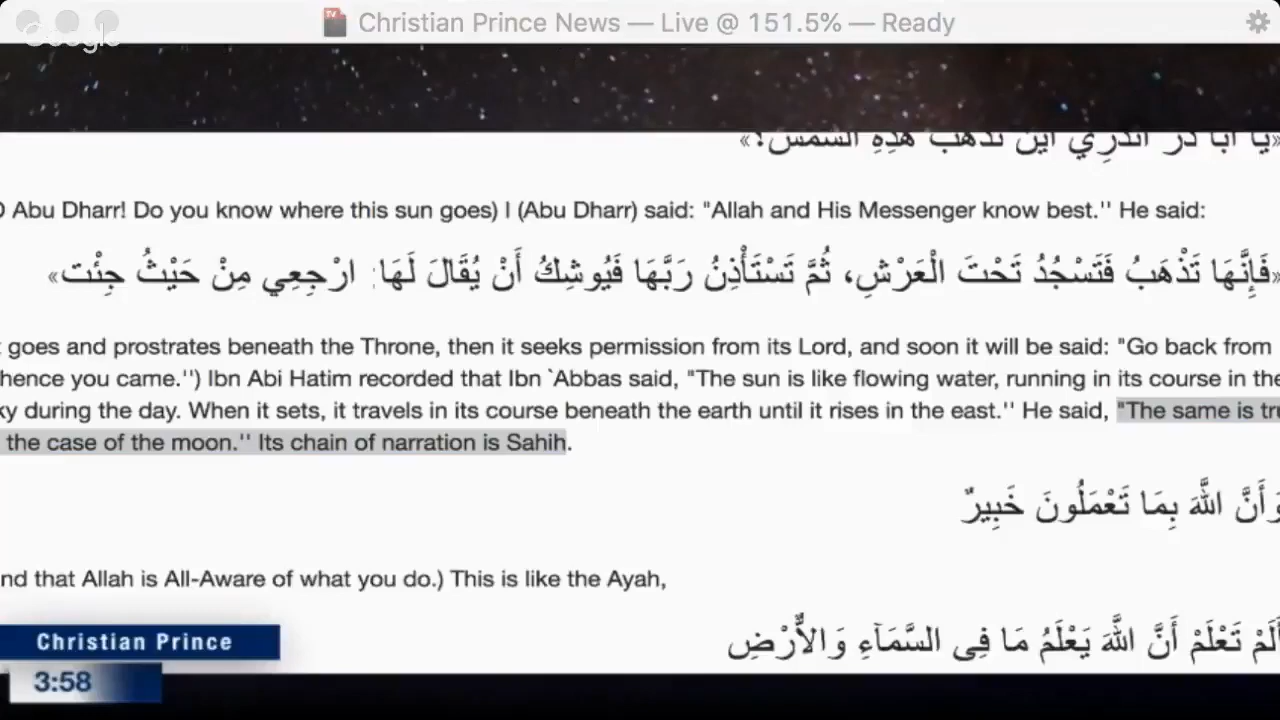 Christian Prince News — Live @ 151.5% — Ready
Google
«يَا أَبَا ذَرَ أَتَدْرِي أَيْنَ تَذْهَبُ هَذِهِ الشَّمْسُ؟»
Abu Dharr! Do you know where this sun goes) I (Abu Dharr) said: "Allah and His Messenger know best.'' He said:
«فَإِنَّهَا تَذْهَبُ فَتَسْجُدُ تَحْتَ الْعَرْشِ، ثُمَّ تَسْتَأْذِنُ رَبَّهَا فَيُوشِكُ أَنْ يُقَالَ لَهَا: ارْجِعِي مِنْ حَيْثُ جِئْت»
goes and prostrates beneath the Throne, then it seeks permission from its Lord, and soon it will be said: "Go back from
hence you came.'') Ibn Abi Hatim recorded that Ibn `Abbas said, "The sun is like flowing water, running in its course in the
ky during the day. When it sets, it travels in its course beneath the earth until it rises in the east.'' He said, "The same is tr
the case of the moon.'' Its chain of narration is Sahih.
وَأَنَّ اللَّهَ بِمَا تَعْمَلُونَ خَبِيرٌ
nd that Allah is All-Aware of what you do.) This is like the Ayah,
أَلَمْ تَعْلَمْ أَنَّ اللَّهَ يَعْلَمُ مَا فِى السَّمَآءِ وَالاٌّرْضِ
Christian Prince
3:58